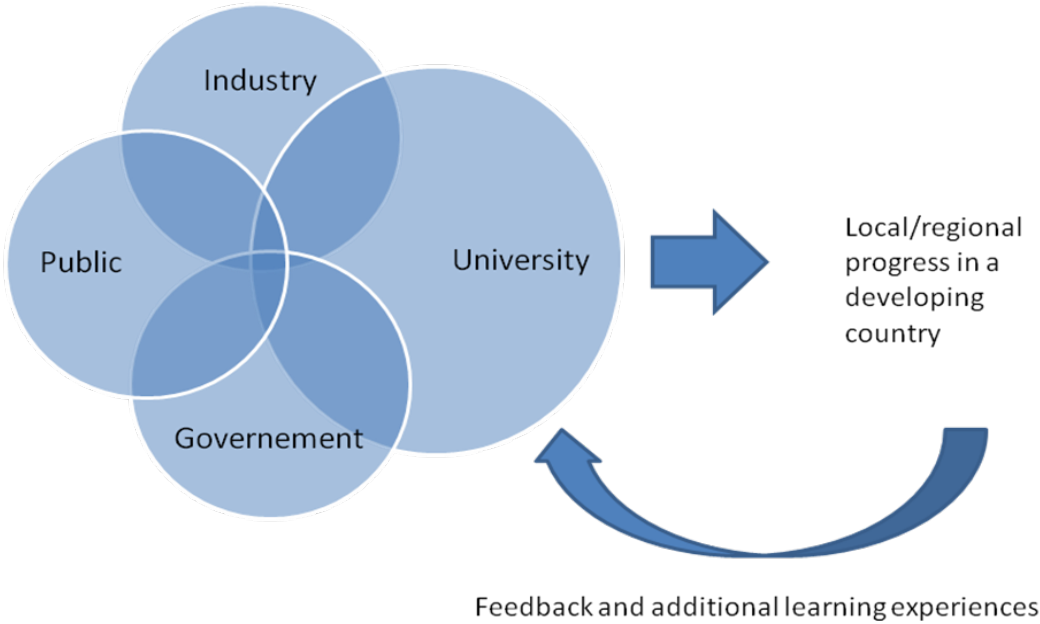 Industry
Public
University
Governement
Local/regional
progress in a
developing
country
Feedback and additional learning experiences